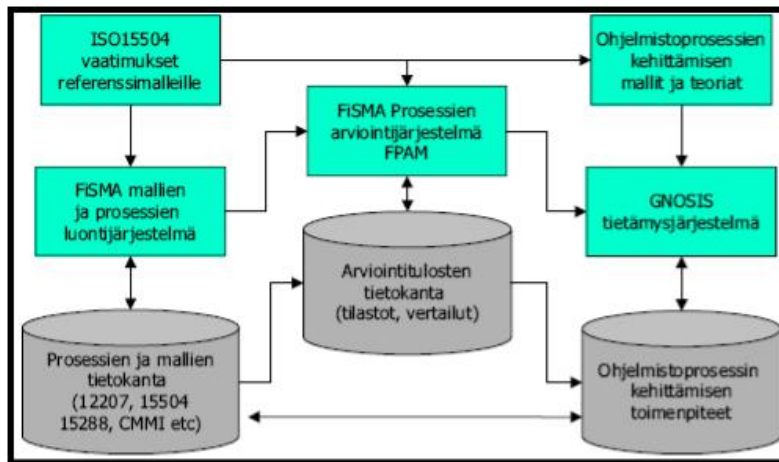 ISO15504
vaatimukset
referenssimalleille
Ohjelmistoprosessien
kehittämisen
mallit ja teoriat
FiSMA Prosessien
arviointijärjestelmä
FPAM
FiSMA mallien
ja prosessien
luontijärjestelmä
GNOSIS
tietämysjärjestelmä
Arviointitulosten
tietokanta
(tilastot, vertailut)
Prosessien ja mallien
tietokanta
(12207, 15504
15288, CMMI etc)
Ohjelmistoprosessin
kehittämisen
toimenpiteet